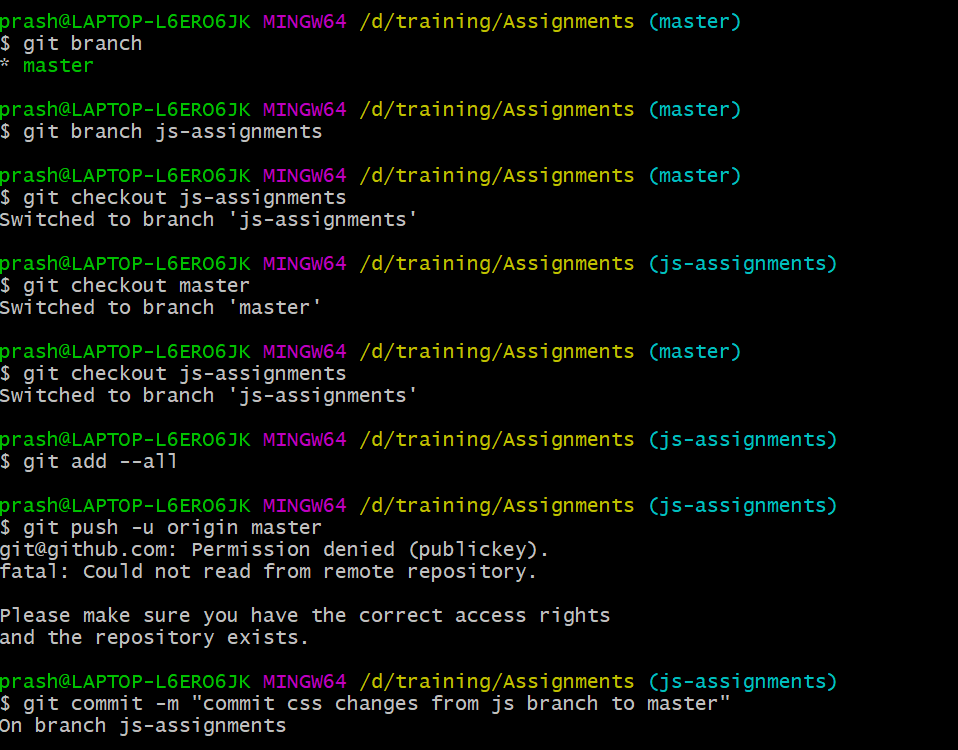 prash@LAPTOP-L6ERO6JK MINGW64 /d/training/Assignments (master)
$ git branch
* master
prash@LAPTOP-L6ERO6JK MINGW64 /d/training/Assignments (master)
$ git branch js-assignments
prash@LAPTOP-L6ERO6JK MINGW64 /d/training/Assignments (master)
$ git checkout js-assignments
Switched to branch 'js-assignments'
prash@LAPTOP-L6ERO6JK MINGW64 /d/training/Assignments (js-assignments)
$ git checkout master
Switched to branch 'master'
prash@LAPTOP-L6ERO6JK MINGW64 /d/training/Assignments (master)
$ git checkout js-assignments
Switched to branch 'js-assignments'
prash@LAPTOP-L6ERO6JK MINGW64 /d/training/Assignments (js-assignments)
$ git add --all
prash@LAPTOP-L6ERO6JK MINGW64 /d/training/Assignments (js-assignments)
$ git push -u origin master
git@github.com: Permission denied (publickey).
fatal: Could not read from remote repository.
Please make sure you have the correct access rights
and the repository exists.
prash@LAPTOP-L6ERO6JK MINGW64 /d/training/Assignments (js-assignments)
$ git commit -m "commit css changes from js branch to master"
On branch js-assignments